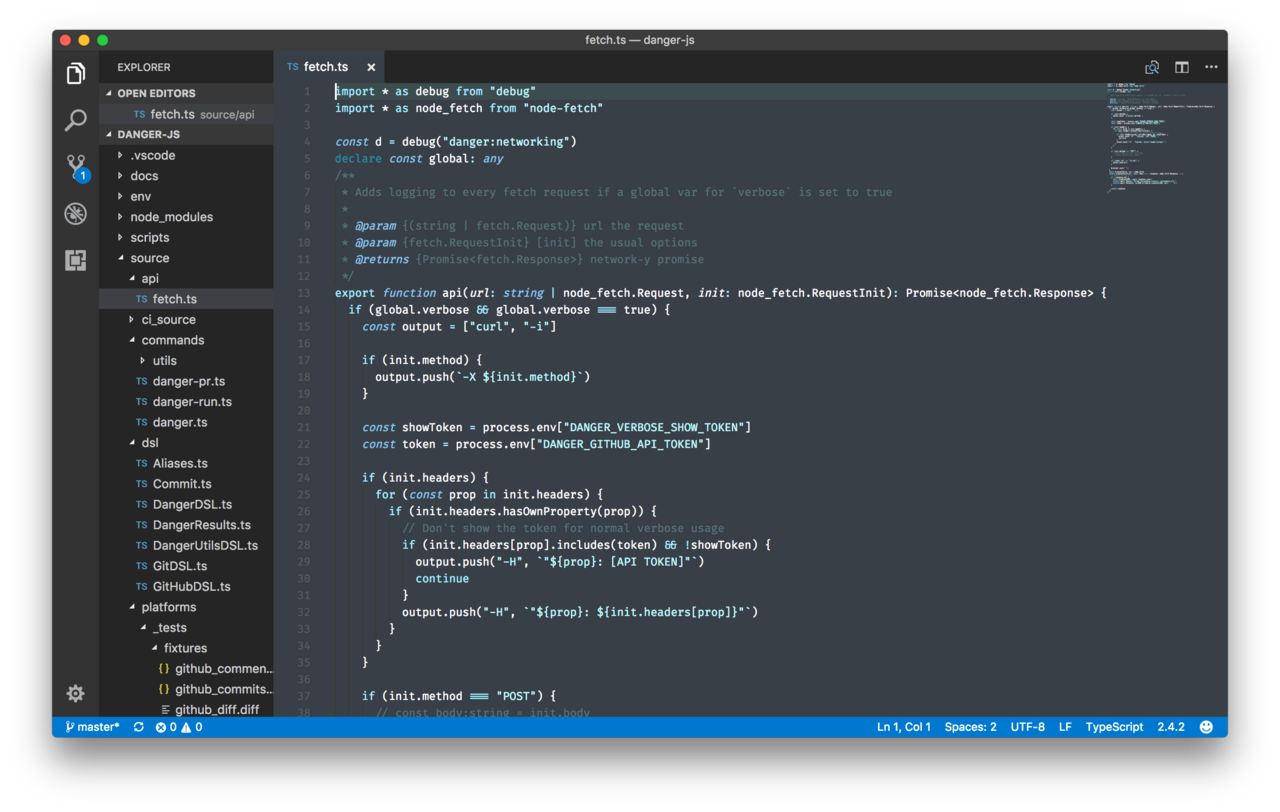 fetch.ts — danger-js
EXPLORER
OPEN EDITORS
TS fetch.ts source/api
DANGER-JS
.vscode
docs
env
node_modules
scripts
source
api
TS fetch.ts
ci_source
commands
utils
TS danger-pr.ts
TS danger-run.ts
TS danger.ts
dsl
TS Aliases.ts
TS Commit.ts
TS DangerDSL.ts
TS DangerResults.ts
TS DangerUtilsDSL.ts
TS GitDSL.ts
TS GitHubDSL.ts
platforms
_tests
fixtures
{} github_commen...
{} github_commits...
github_diff.diff
1
TS fetch.ts ×
1 import * as debug from "debug"
2 import * as node_fetch from "node-fetch"
3
4 const d = debug("danger:networking")
5 declare const global: any
6 /**
7 * Adds logging to every fetch request if a global var for `verbose` is set to true
8 *
9 * @param {(string | fetch.Request)} url the request
10 * @param {fetch.RequestInit} [init] the usual options
11 * @returns {Promise<fetch.Response>} network-y promise
12 */
13 export function api(url: string | node_fetch.Request, init: node_fetch.RequestInit): Promise<node_fetch.Response> {
14 if (global.verbose && global.verbose === true) {
15 const output = ["curl", "-i"]
16
17 if (init.method) {
18 output.push(`-X ${init.method}`)
19 }
20
21 const showToken = process.env["DANGER_VERBOSE_SHOW_TOKEN"]
22 const token = process.env["DANGER_GITHUB_API_TOKEN"]
23
24 if (init.headers) {
25 for (const prop in init.headers) {
26 if (init.headers.hasOwnProperty(prop)) {
27 // Don't show the token for normal verbose usage
28 if (init.headers[prop].includes(token) && !showToken) {
29 output.push("-H", `"${prop}: [API TOKEN]"`)
30 continue
31 }
32 output.push("-H", `"${prop}: ${init.headers[prop]}"`)
33 }
34 }
35 }
36
37 if (init.method === "POST") {
38 // const body:string = init.body
master* 0 0 Ln 1, Col 1 Spaces: 2 UTF-8 LF TypeScript 2.4.2